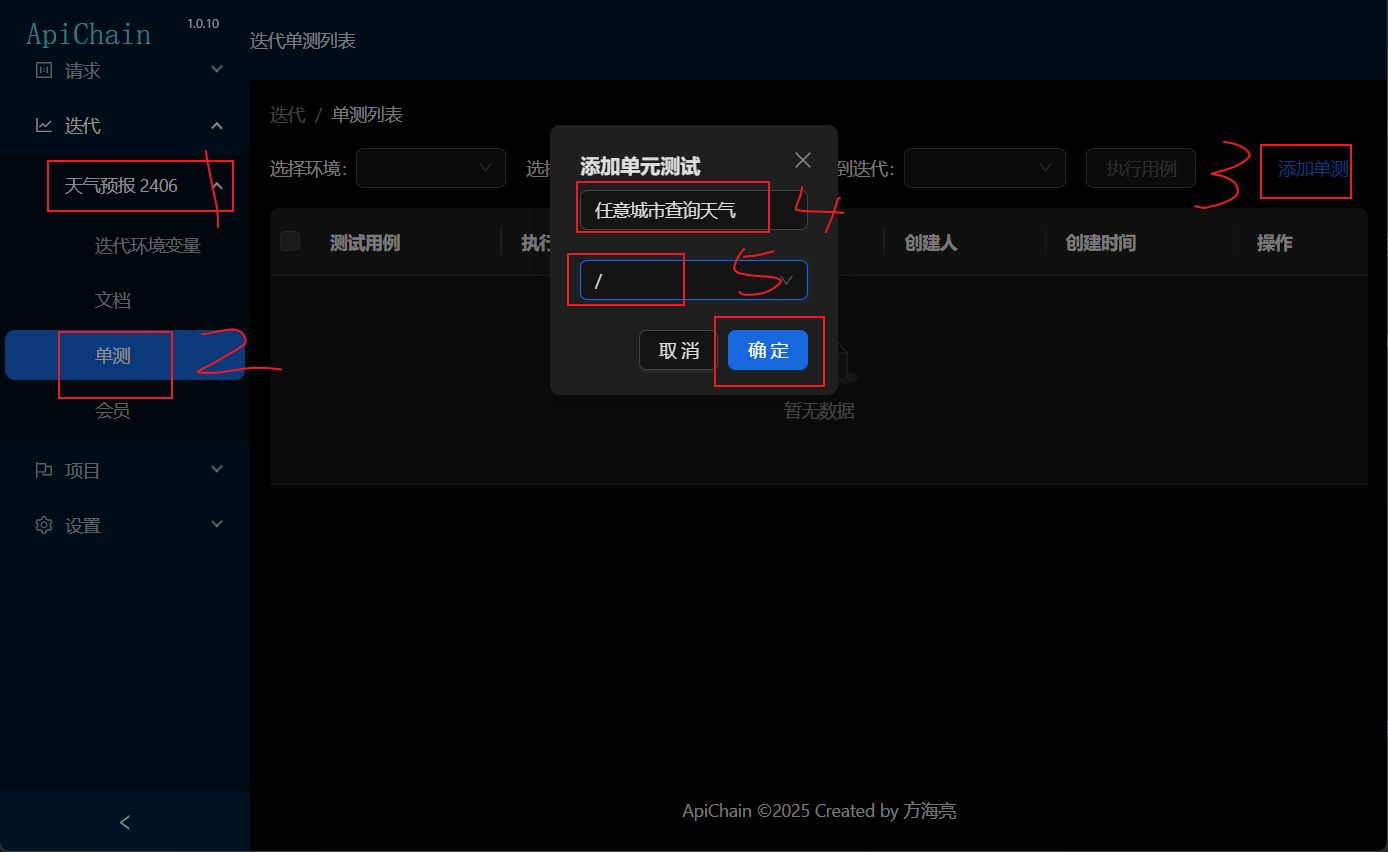 ApiChain
1.0.10
迭代单测列表
请求
迭代
天气预报 2406
迭代环境变量
文档
单测
会员
项目
设置
迭代 / 单测列表
选择环境:
选择
到迭代:
执行用例
添加单测
测试用例
执行
创建人
创建时间
操作
暂无数据
添加单元测试
任意城市查询天气
/
取消
确定
1
2
3
4
5
ApiChain ©2025 Created by 方海亮